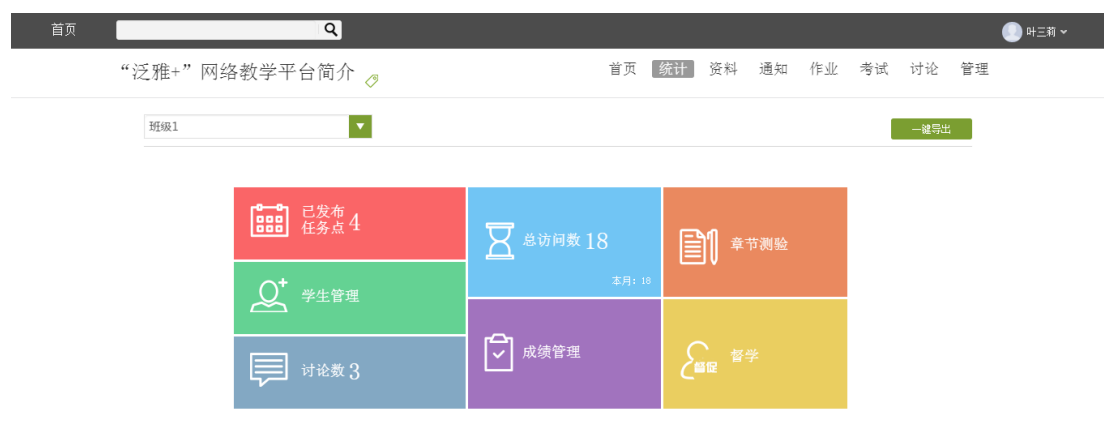 首页
叶三莉
“泛雅+”网络教学平台简介
首页 统计 资料 通知 作业 考试 讨论 管理
班级1
一键导出
已发布
任务点 4
学生管理
讨论数 3
总访问数 18
本月：18
成绩管理
章节测验
督促
督学